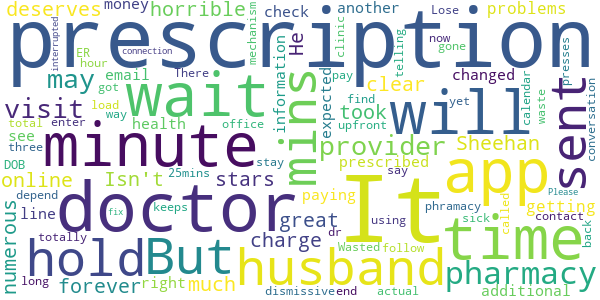 deserves money horrible check another problems
prescription
interrupted ER hour There email got wait mins He clinic telling Lose now gone connection
mechanism information may clear changed will sent presses
visit load way health office expected pay find yet calendar waste conversation
total enter took upfront
online see three minute provider prescribed Sheehan app
DOB Isn't stars stay say getting
numerous depend doctor It paying using called Please
line fix keeps 25mins great phramacy sick contact back go
hold But charge dr Wasted follow time
totally husband pharmacy
long forever right much dismissive end actual additional